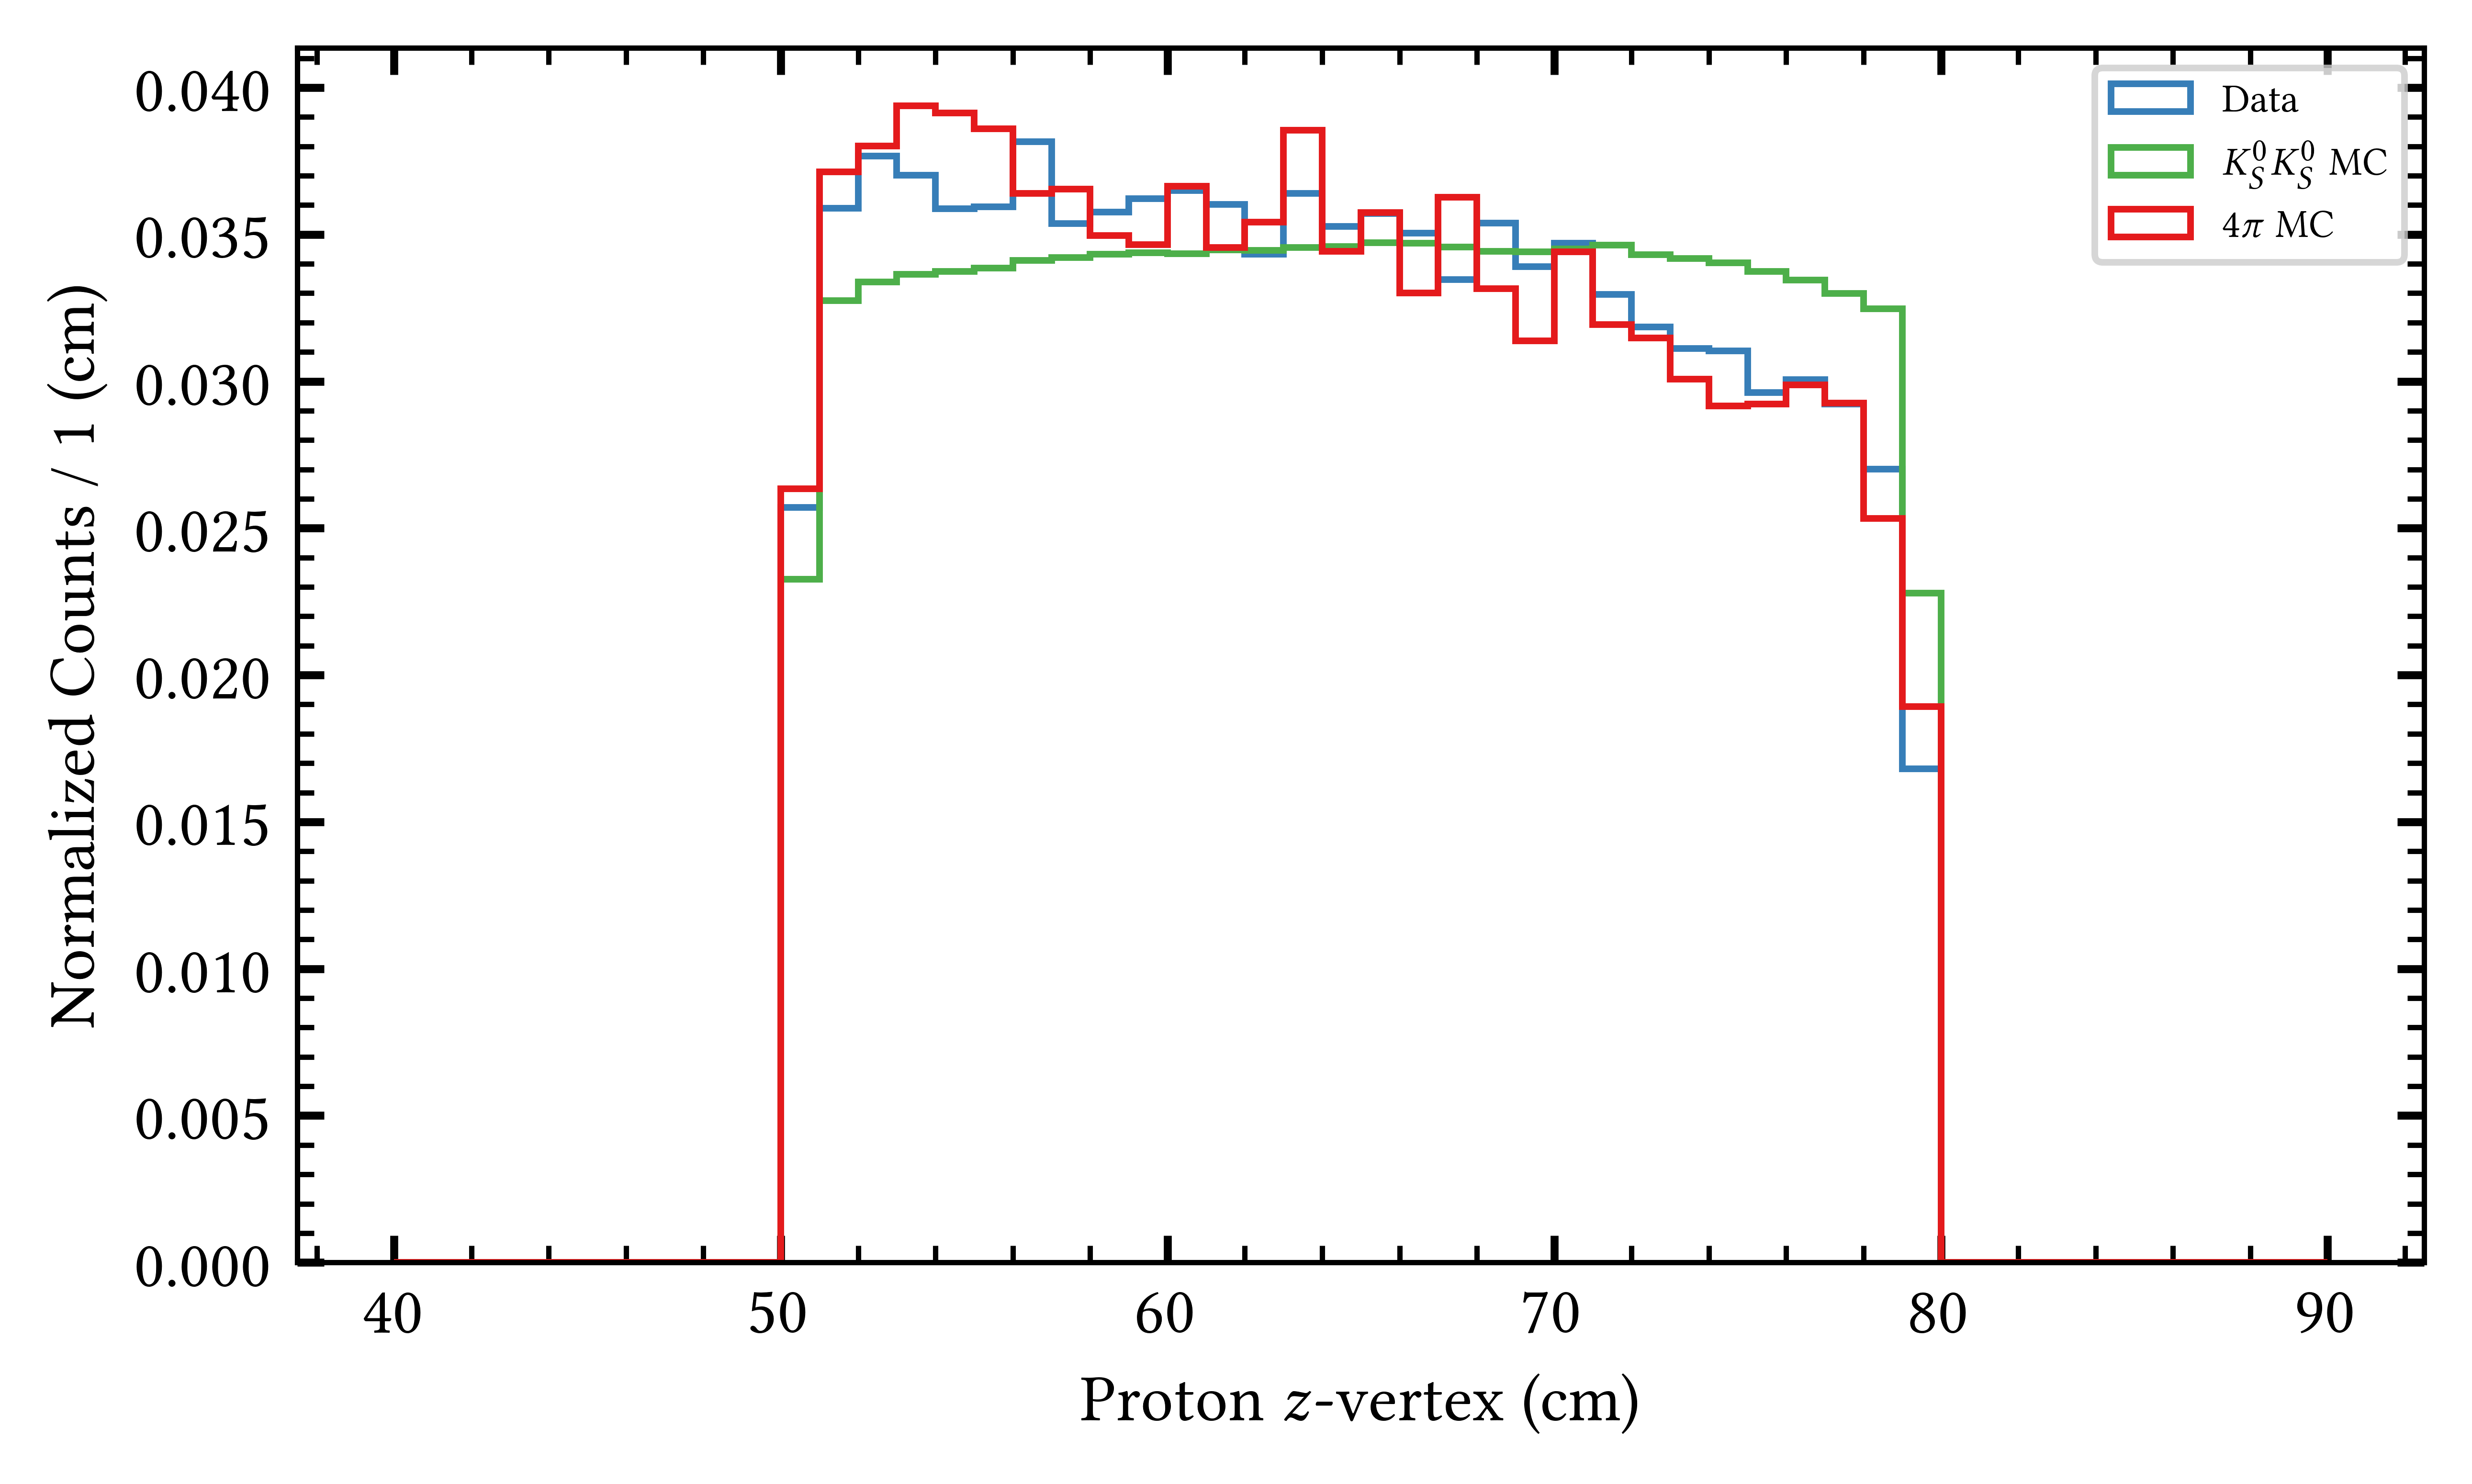 0.040
0.035
0.030
0.025
0.020
0.015
0.010
0.005
0.000
Normalized Counts / 1 (cm)
40 50 60 70 80 90
Proton z-vertex (cm)
Data
$K_S^0 K_S^0$ MC
4π MC